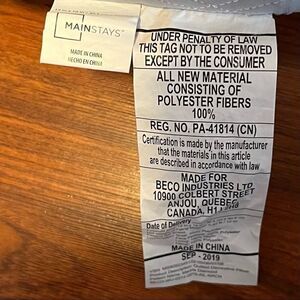 MAINSTAYS™
MADE IN CHINA
HECHO EN CHINA
UNDER PENALTY OF LAW
THIS TAG NOT TO BE REMOVED
EXCEPT BY THE CONSUMER
ALL NEW MATERIAL
CONSISTING OF
POLYESTER FIBERS
100%
REG. NO. PA-41814 (CN)
Certification is made by the manufacturer
that the materials in this article
are described in accordance with law
MADE FOR
BECO INDUSTRIES LTD
10900 COLBERT STREET
ANJOU, QUEBEC
CANADA, H1J
Date of Delivery
MADE IN CHINA
SEP - 2019